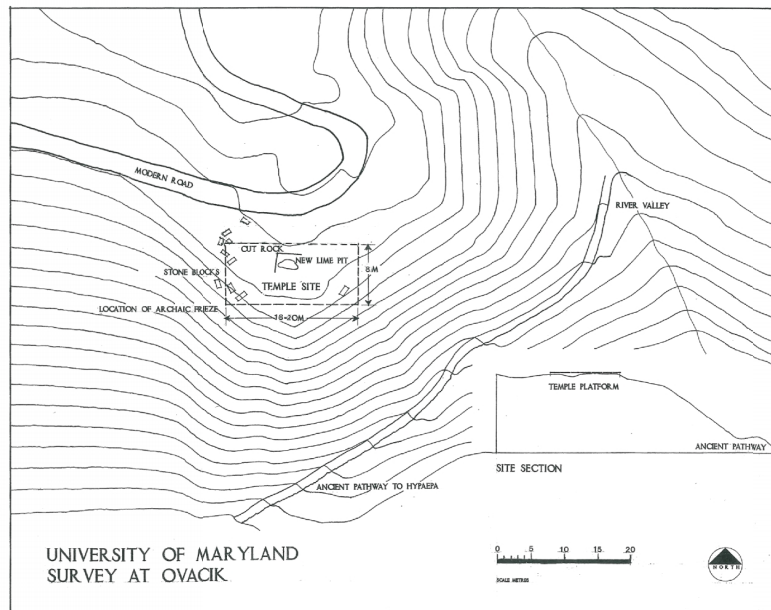 MODERN ROAD
RIVER VALLEY
CUT ROCK
NEW LIME PIT
STONE BLOCKS
8M
TEMPLE SITE
LOCATION OF ARCHAIC FRIEZE
18-20M
TEMPLE PLATFORM
ANCIENT PATHWAY
SITE SECTION
ANCIENT PATHWAY TO HYPAEPA
UNIVERSITY OF MARYLAND
SURVEY AT OVACIK
0 5 10 15 20
SCALE METRES
NORTH